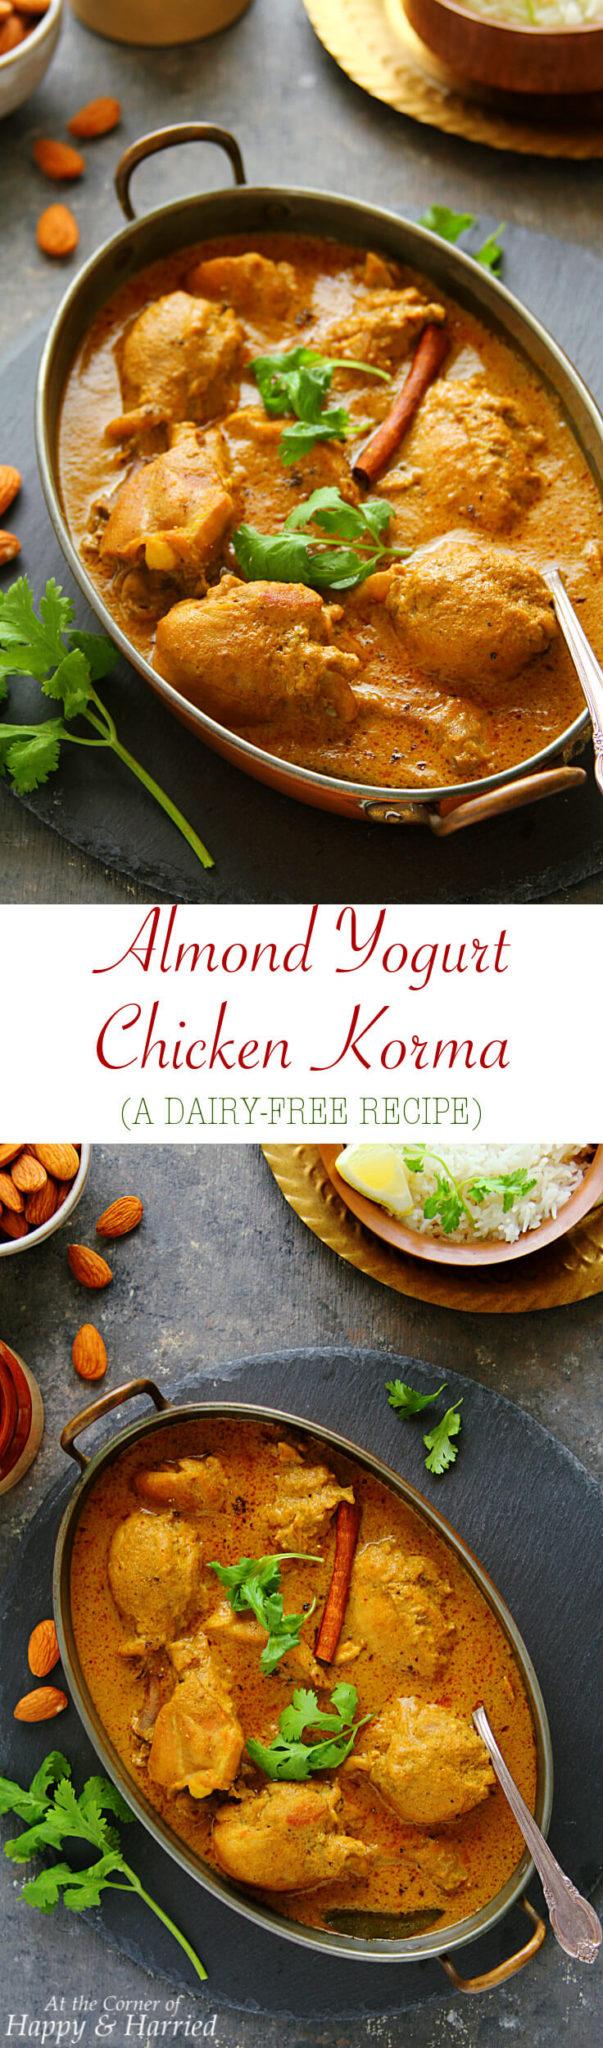 Almond Yogurt
Chicken Korma
(A DAIRY-FREE RECIPE)
At the Corner of
Happy & Harried